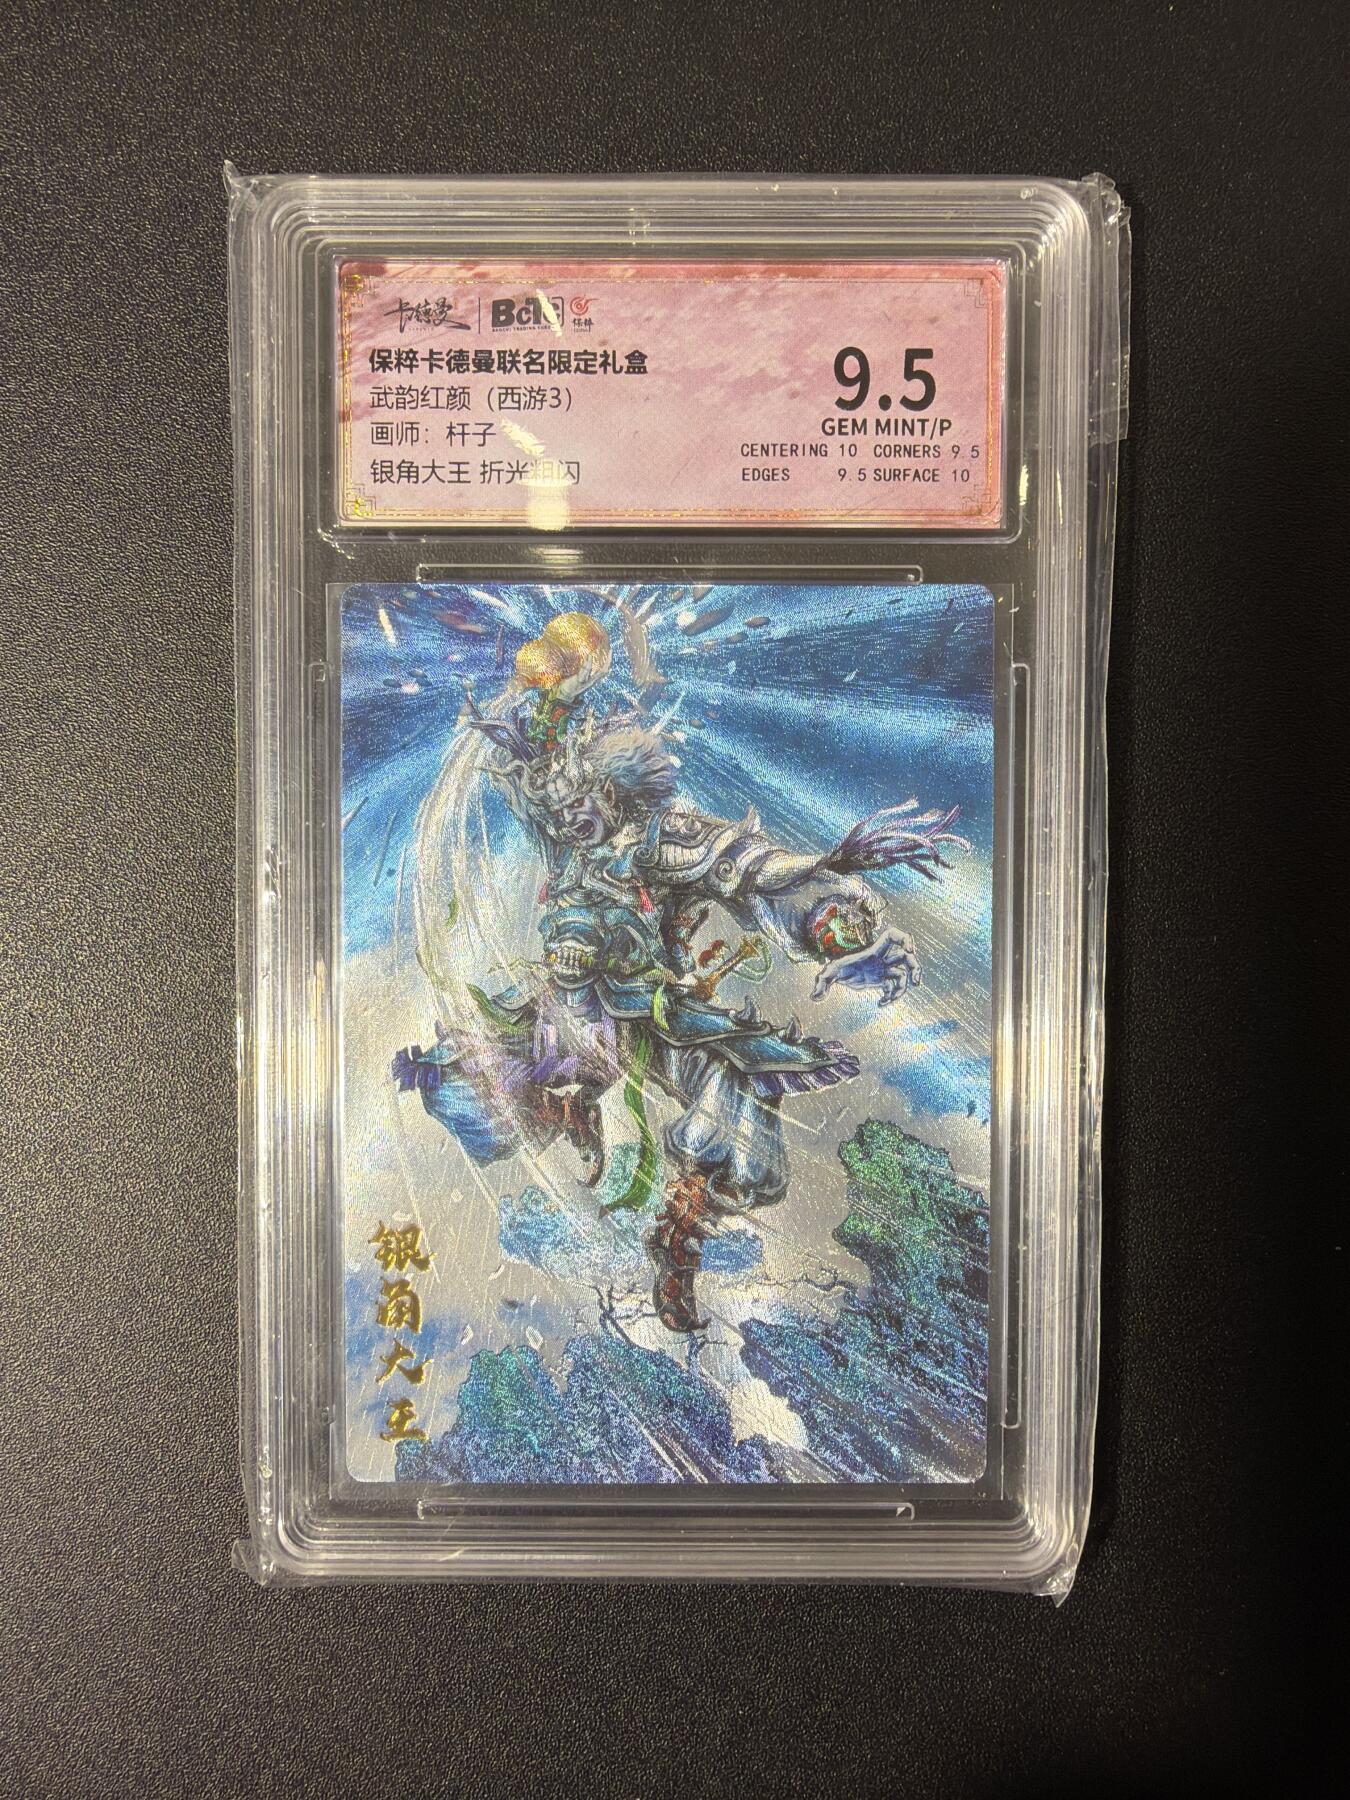 卡德曼 BCTC 保粹
保粹卡德曼联名限定礼盒
武韵红颜（西游3）
画师：杆子
银角大王 折光粗闪
9.5
GEM MINT/P
CENTERING 10 CORNERS 9.5
EDGES 9.5 SURFACE 10
银角大王